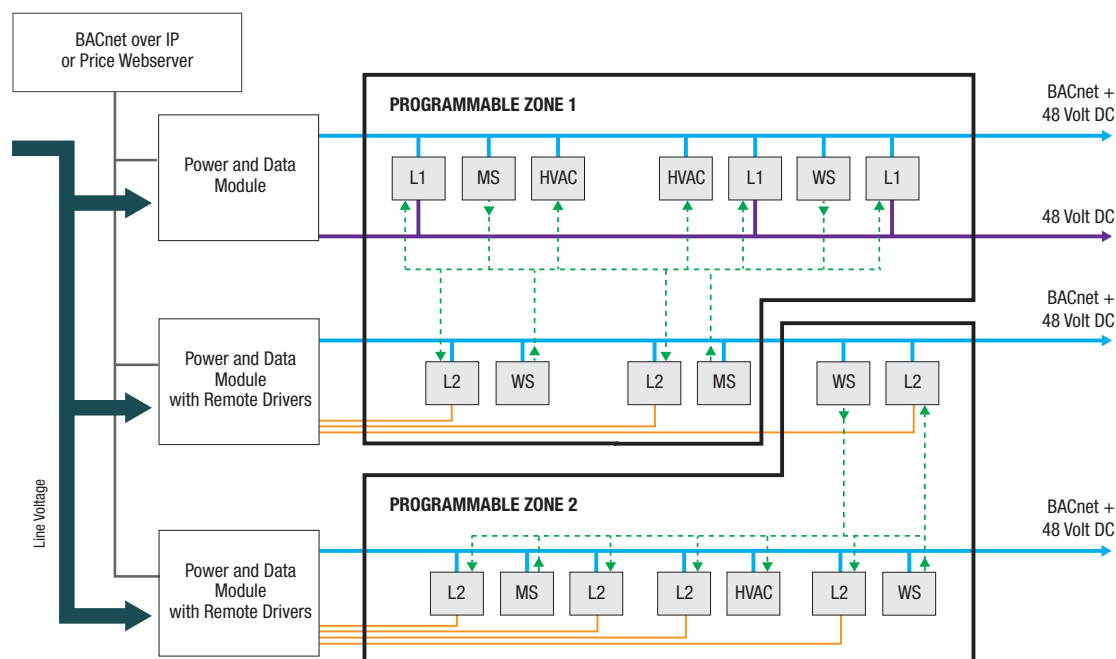 BACnet over IP
or Price Webserver
PROGRAMMABLE ZONE 1
BACnet +
48 Volt DC
Power and Data
Module
L1
MS
HVAC
HVAC
L1
WS
L1
48 Volt DC
BACnet +
48 Volt DC
Power and Data
Module
with Remote Drivers
L2
WS
L2
MS
WS
L2
Line Voltage
PROGRAMMABLE ZONE 2
BACnet +
48 Volt DC
Power and Data
Module
with Remote Drivers
L2
MS
L2
L2
HVAC
L2
WS